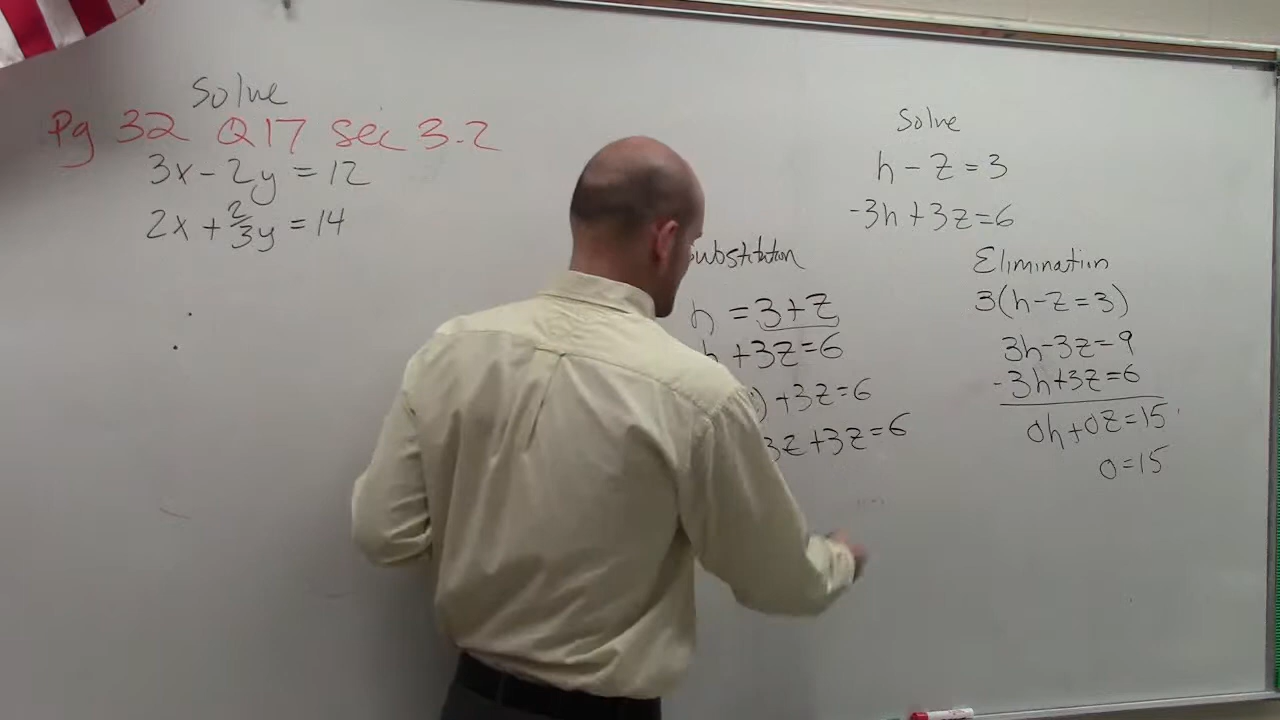 Solve
Pg 32 Q17 Sec 3.2
3x - 2y = 12
2x + 2/3y = 14
Solve
h - z = 3
-3h + 3z = 6
Substitution
h = 3+z
h + 3z = 6
) + 3z = 6
3z + 3z = 6
Elimination
3(h-z=3)
3h-3z=9
-3h+3z=6
0h+0z=15
0=15